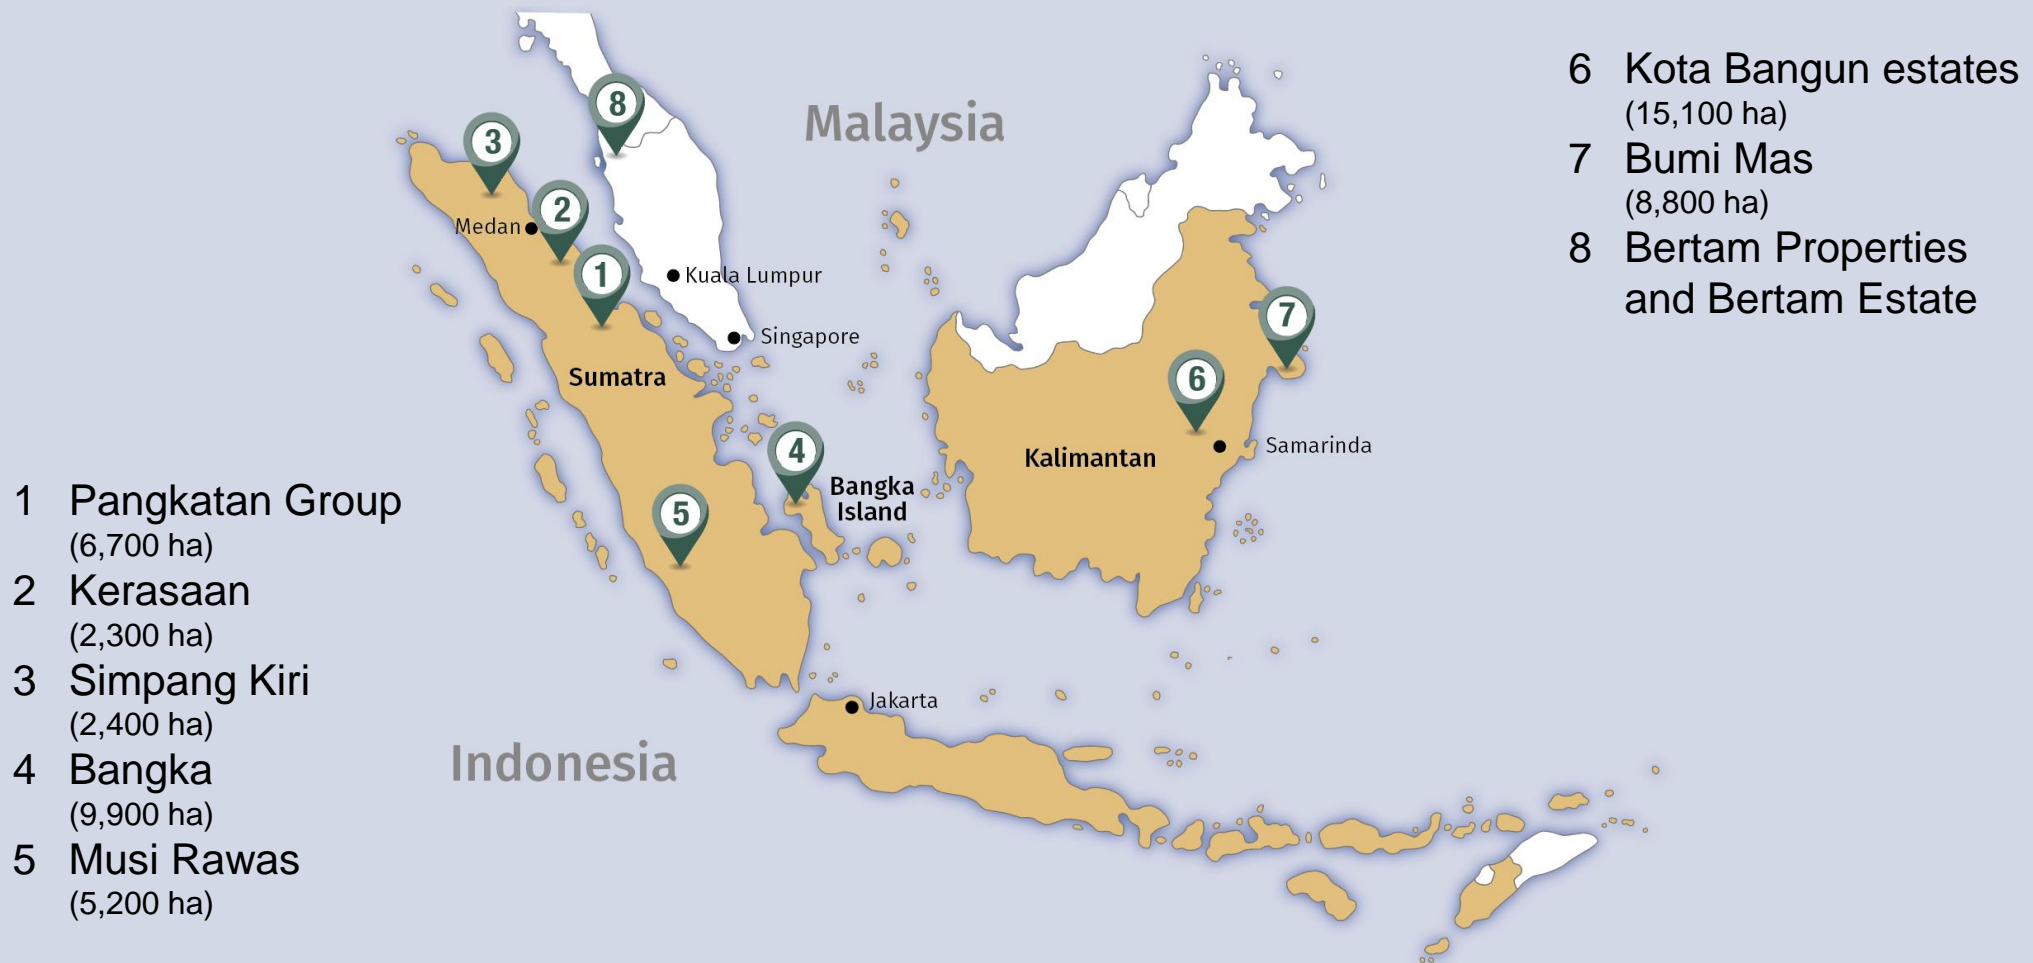 Malaysia
8
3
2
Medan
1
Kuala Lumpur
Singapore
Sumatra
7
6
4
Kalimantan
Samarinda
Bangka
Island
5
Jakarta
Indonesia
1 Pangkatan Group
(6,700 ha)
2 Kerasaan
(2,300 ha)
3 Simpang Kiri
(2,400 ha)
4 Bangka
(9,900 ha)
5 Musi Rawas
(5,200 ha)
6 Kota Bangun estates
(15,100 ha)
7 Bumi Mas
(8,800 ha)
8 Bertam Properties
and Bertam Estate